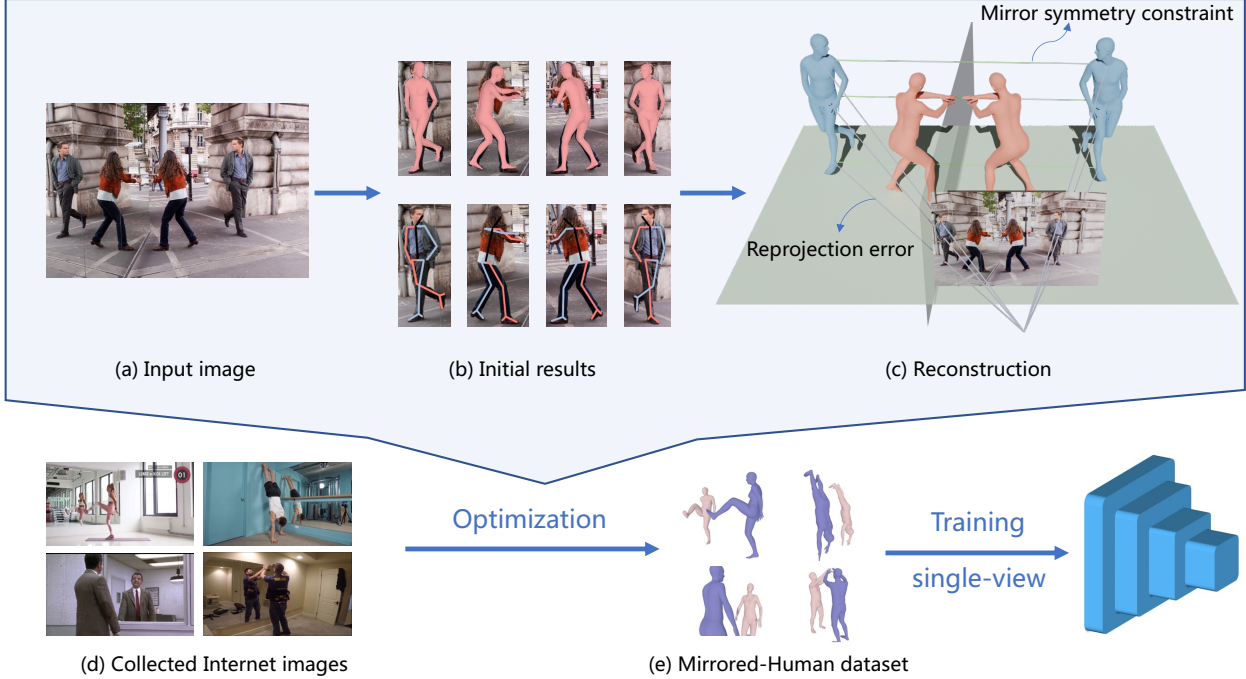 Mirror symmetry constraint
Reprojection error
(a) Input image
(b) Initial results
(c) Reconstruction
01
Optimization
Training
single-view
(d) Collected Internet images
(e) Mirrored-Human dataset